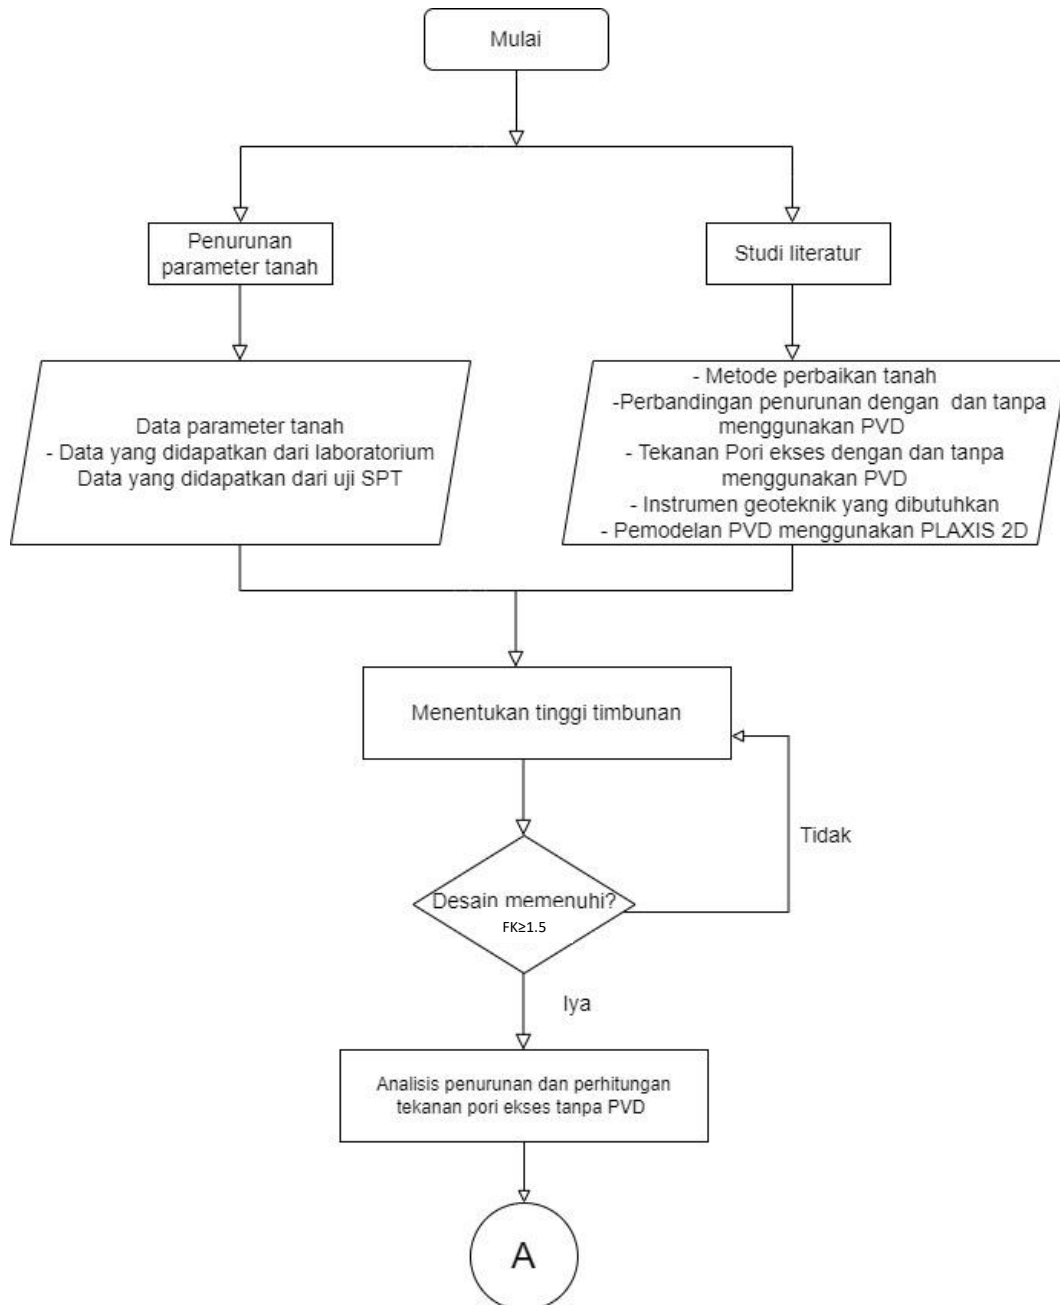 Mulai
Penurunan
parameter tanah
Studi literatur
Data parameter tanah
- Data yang didapatkan dari laboratorium
Data yang didapatkan dari uji SPT
- Metode perbaikan tanah
-Perbandingan penurunan dengan dan tanpa
menggunakan PVD
- Tekanan Pori ekses dengan dan tanpa
menggunakan PVD
- Instrumen geoteknik yang dibutuhkan
- Pemodelan PVD menggunakan PLAXIS 2D
Menentukan tinggi timbunan
Tidak
Desain memenuhi?
FK≥1.5
Iya
Analisis penurunan dan perhitungan
tekanan pori ekses tanpa PVD
A